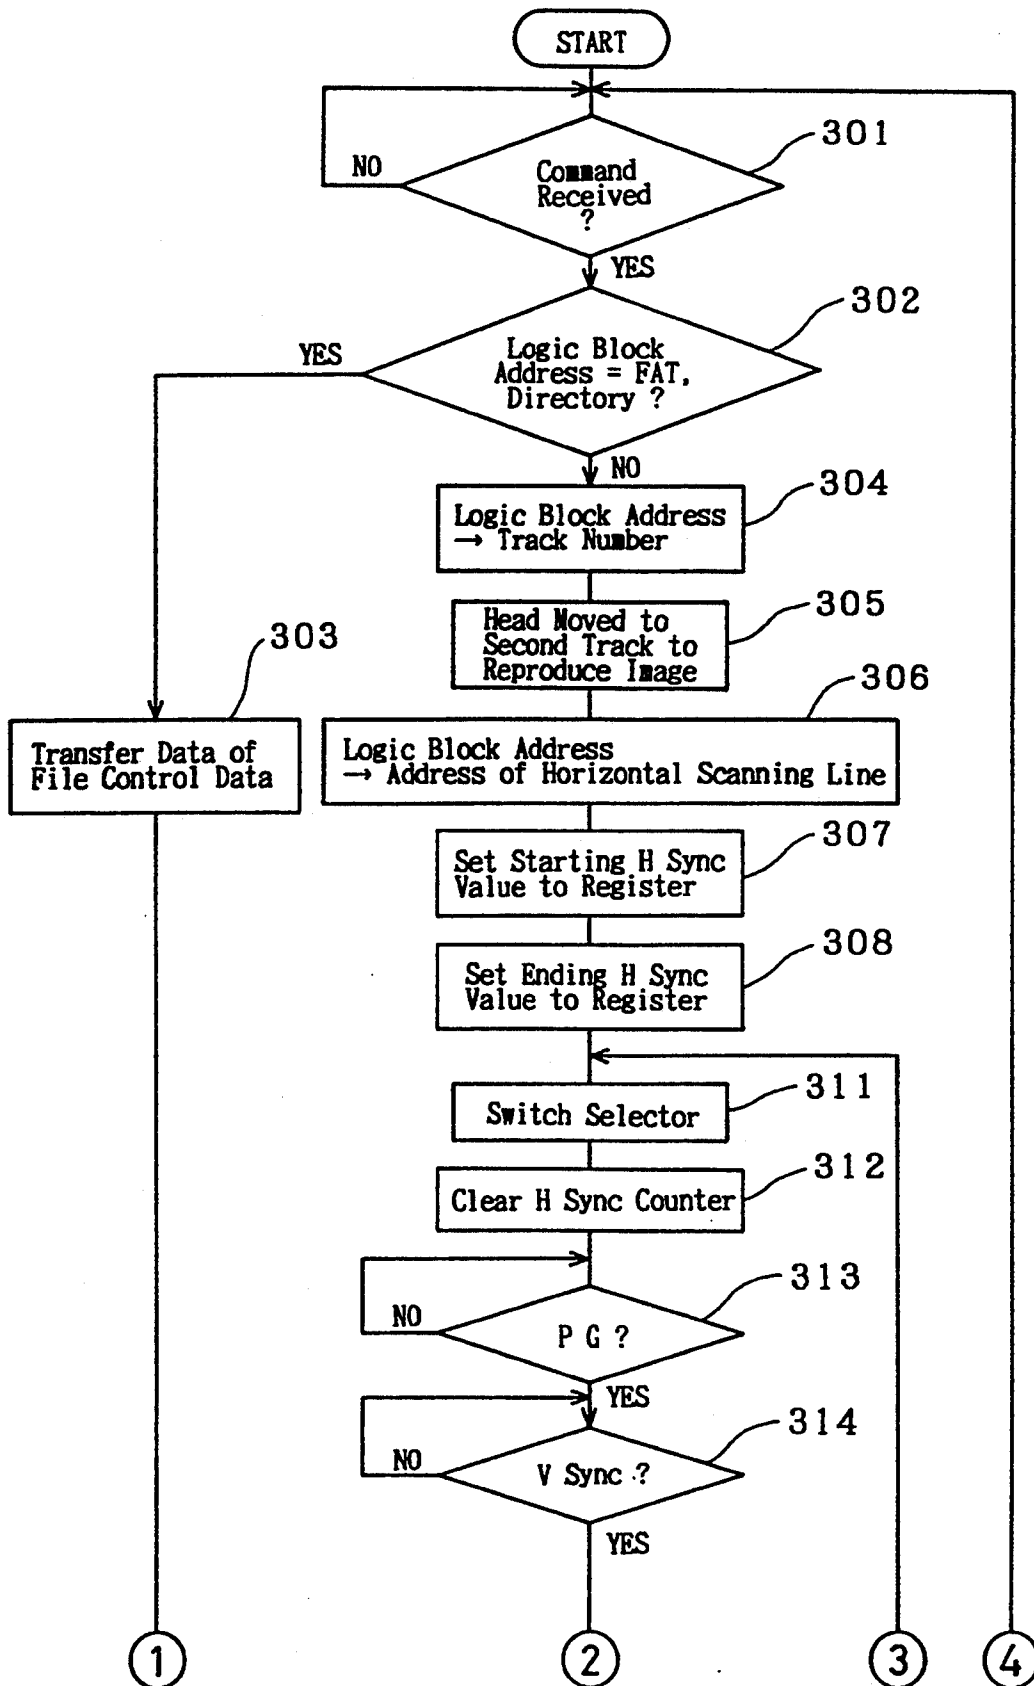 START
301
Command
Received
?
NO
YES
302
Logic Block
Address = FAT,
Directory ?
YES
NO
304
Logic Block Address
→ Track Number
305
Head Moved to
Second Track to
Reproduce Image
303
Transfer Data of
File Control Data
306
Logic Block Address
→ Address of Horizontal Scanning Line
307
Set Starting H Sync
Value to Register
308
Set Ending H Sync
Value to Register
311
Switch Selector
312
Clear H Sync Counter
313
P G ?
NO
YES
314
V Sync ?
NO
YES
1
2
3
4